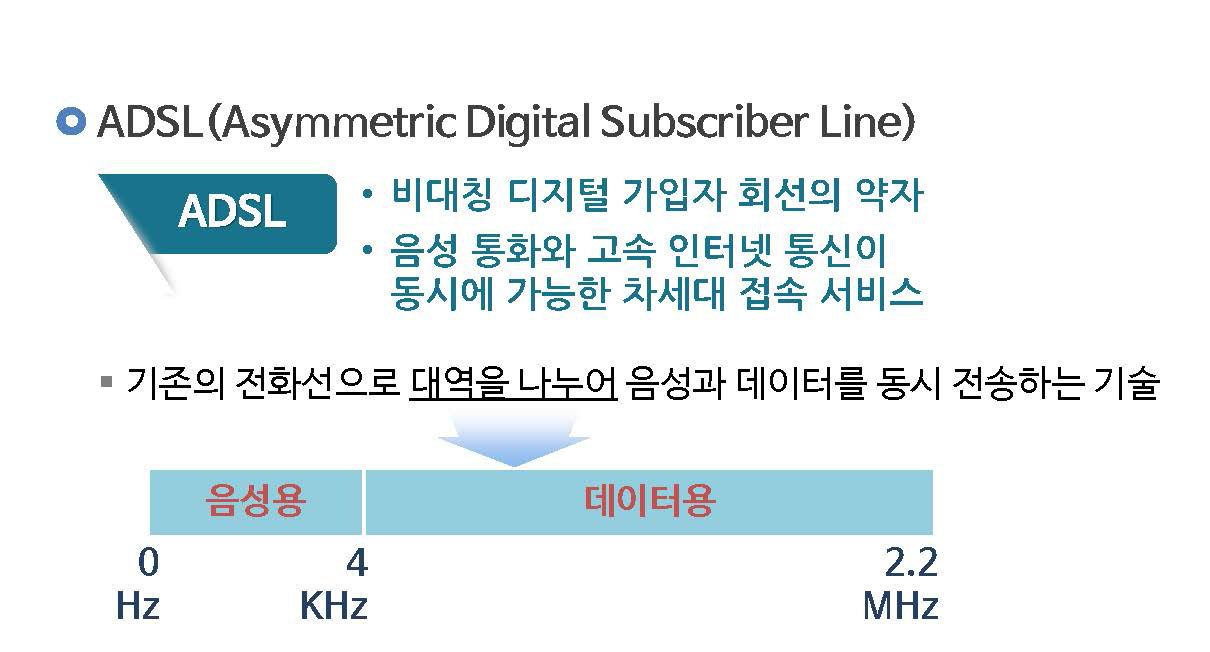 ADSL(Asymmetric Digital Subscriber Line)
ADSL
• 비대칭 디지털 가입자 회선의 약자
• 음성 통화와 고속 인터넷 통신이
동시에 가능한 차세대 접속 서비스
▪ 기존의 전화선으로 대역을 나누어 음성과 데이터를 동시 전송하는 기술
음성용 데이터용
0 4 2.2
Hz KHz MHz